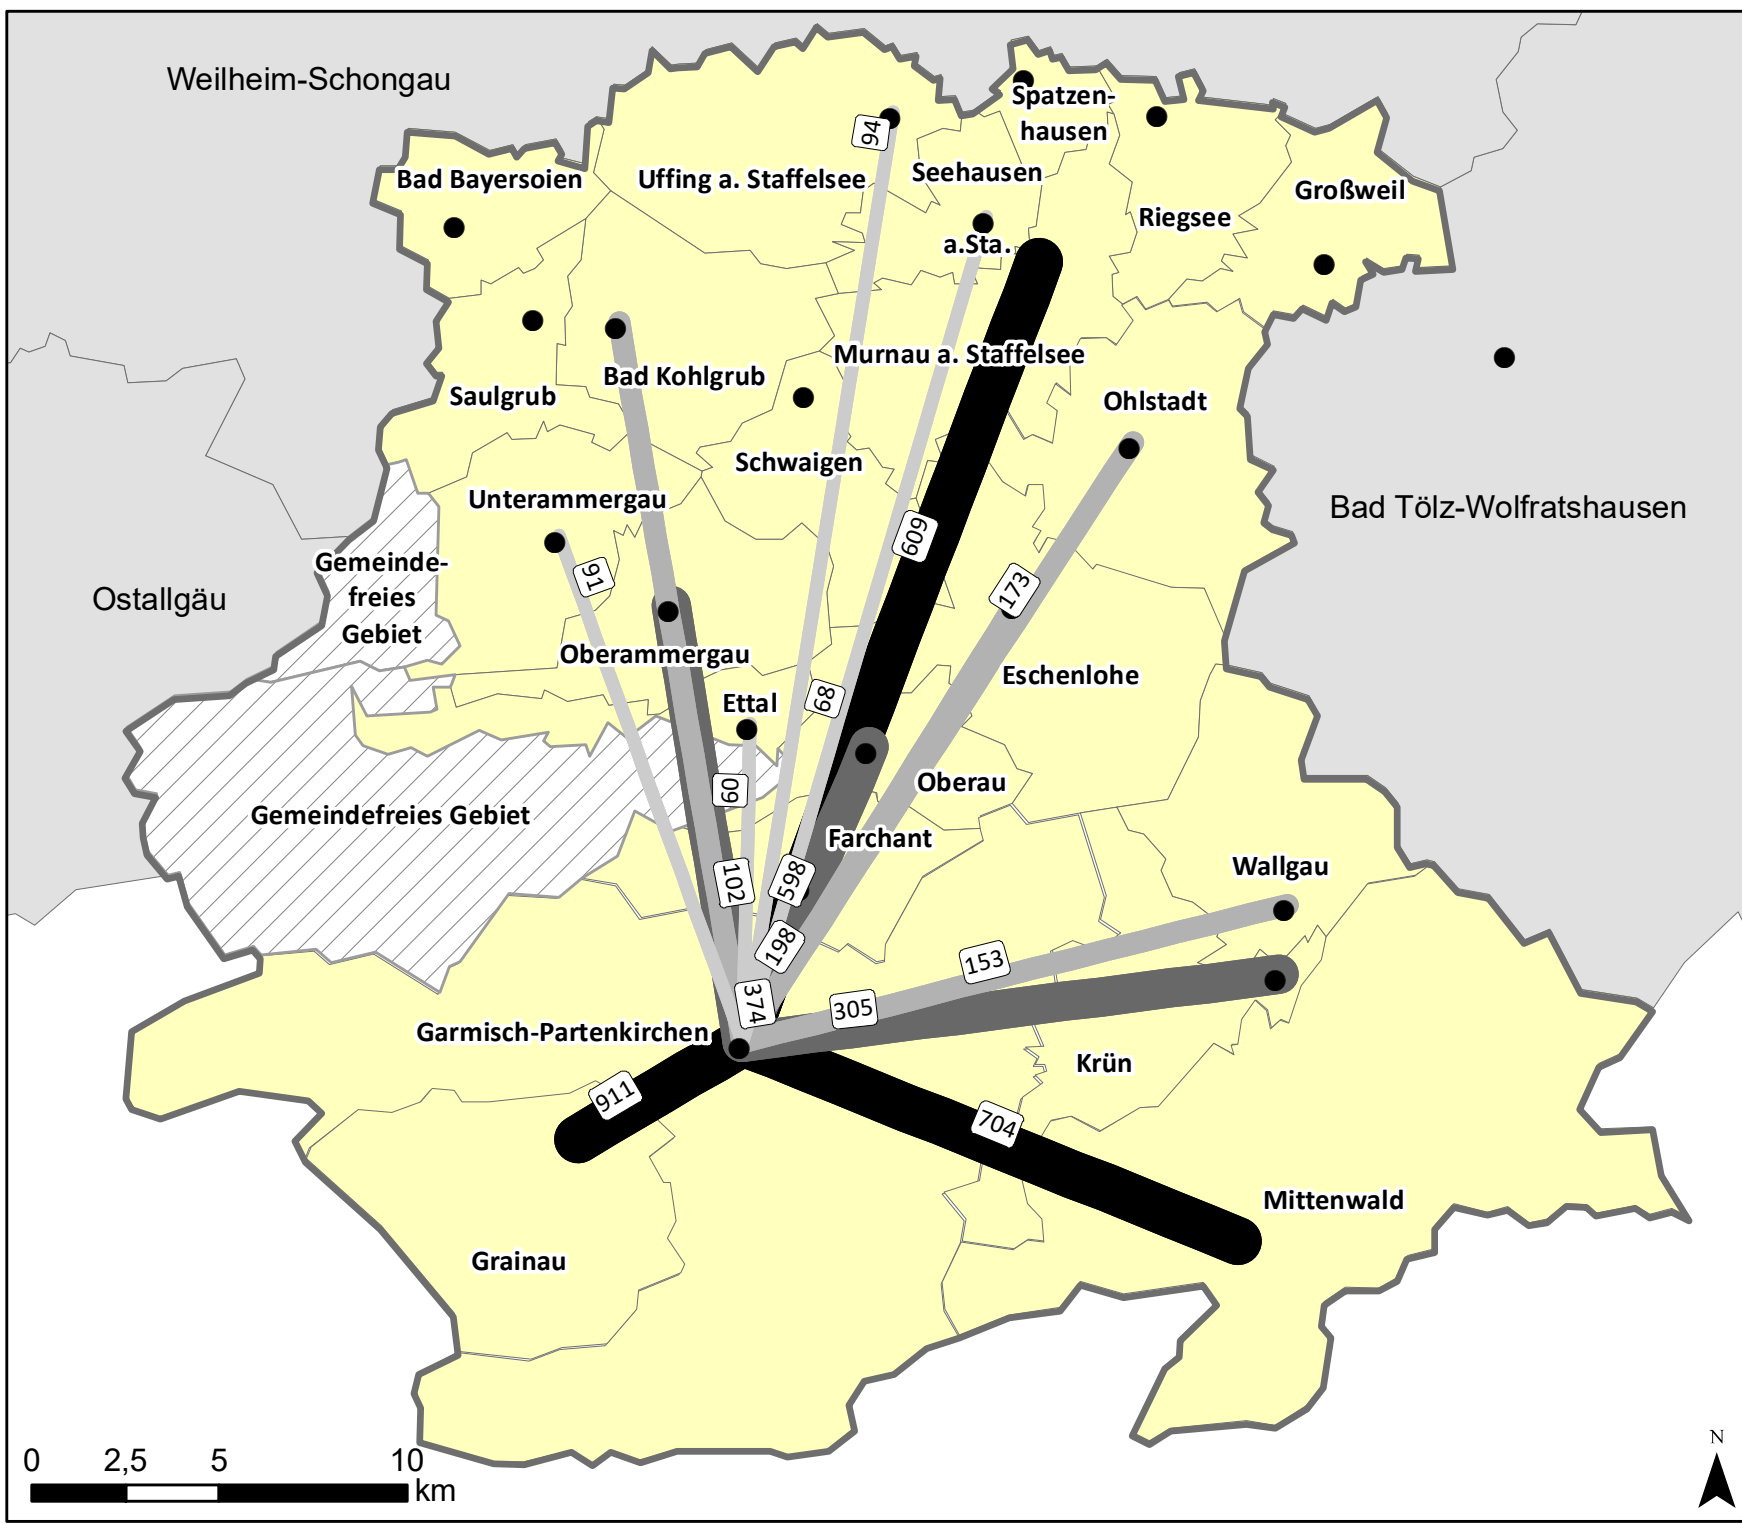 Weilheim-Schongau
Spatzen-
hausen
94
Seehausen
Bad Bayersoien
Uffing a. Staffelsee
Großweil
Riegsee
a.Sta.
Murnau a. Staffelsee
Bad Kohlgrub
Saulgrub
Ohlstadt
Schwaigen
Unterammergau
Bad Tölz-Wolfratshausen
609
Gemeinde-
freies
Gebiet
91
173
Ostallgäu
Oberammergau
Eschenlohe
Ettal
68
60
Oberau
Gemeindefreies Gebiet
Farchant
Wallgau
102
598
198
153
374
305
Garmisch-Partenkirchen
Krün
911
704
Mittenwald
Grainau
N
0 2,5 5 10
km